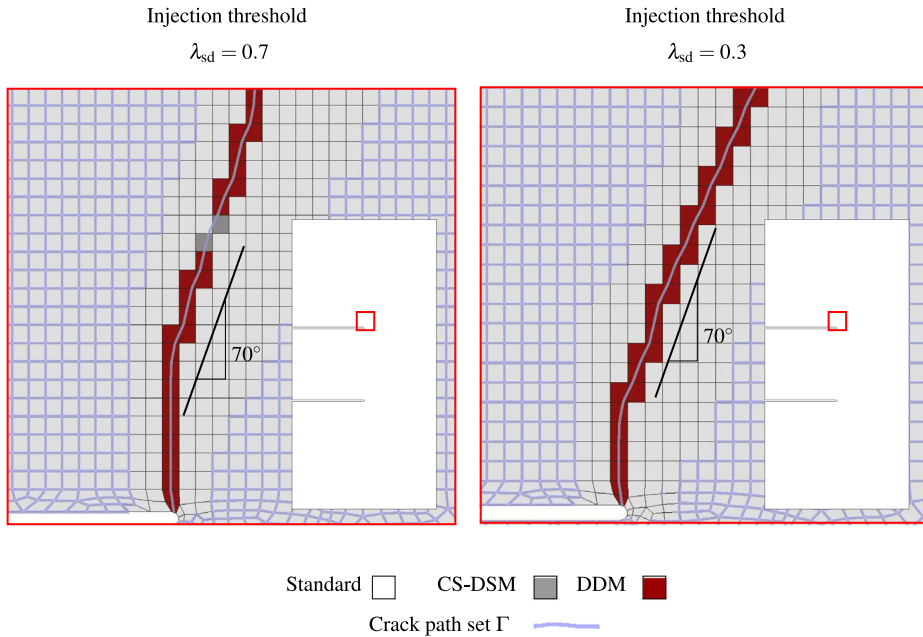 Injection threshold
λsd = 0.7
Injection threshold
λsd = 0.3
70°
70°
Standard CS-DSM DDM
Crack path set Γ